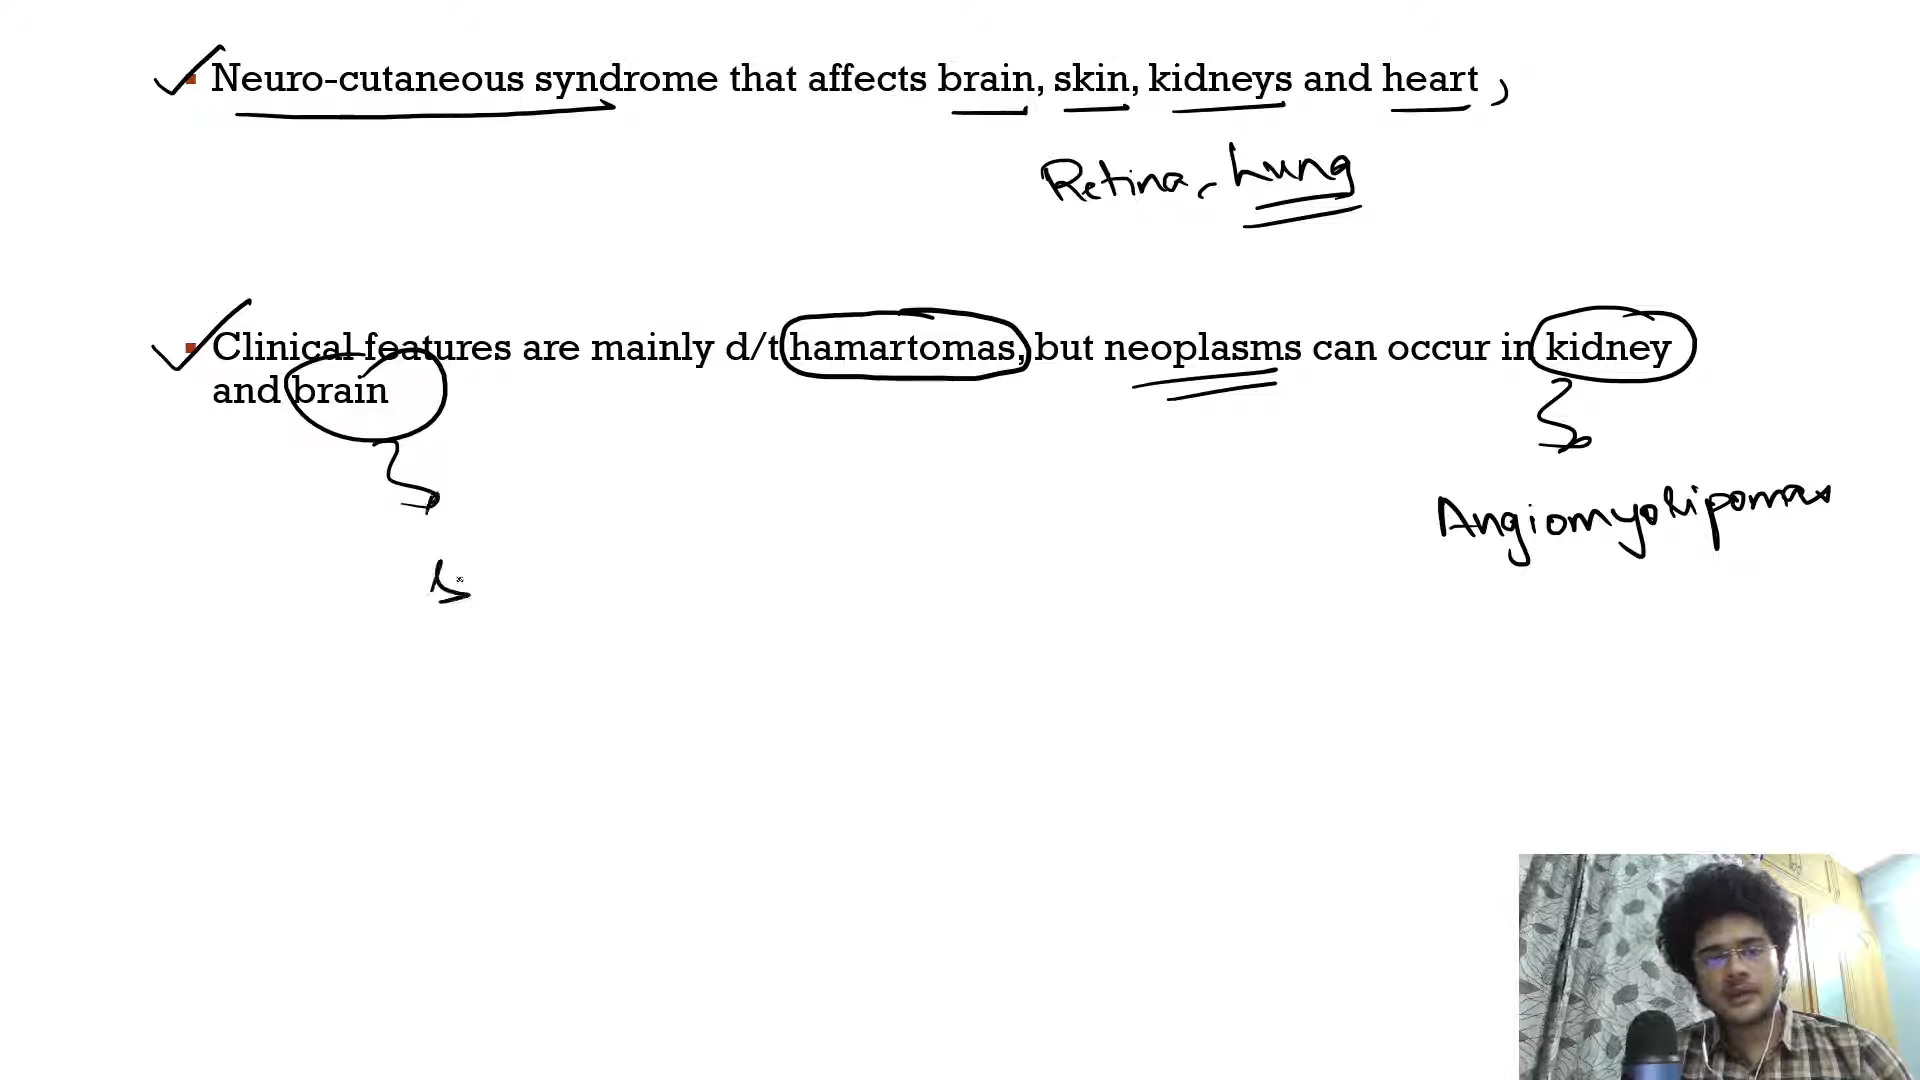 Neuro-cutaneous syndrome that affects brain, skin, kidneys and heart ,
Retina, Lung
Clinical features are mainly d/t hamartomas, but neoplasms can occur in kidney
and brain
Angiomyolipomas